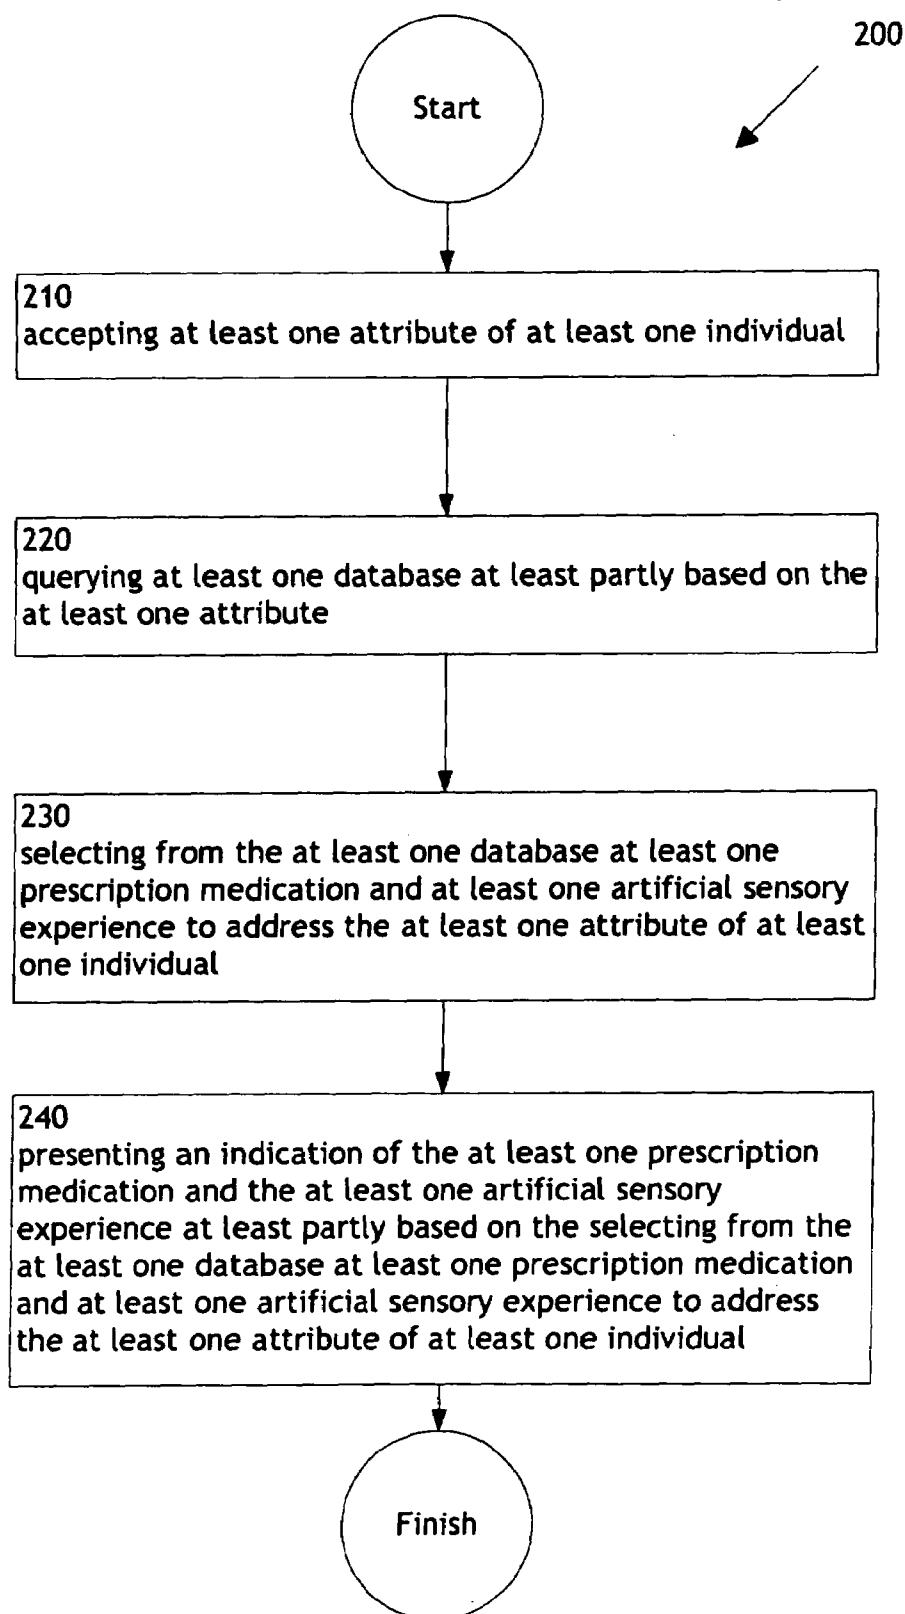 200
Start
210
accepting at least one attribute of at least one individual
220
querying at least one database at least partly based on the
at least one attribute
230
selecting from the at least one database at least one
prescription medication and at least one artificial sensory
experience to address the at least one attribute of at least
one individual
240
presenting an indication of the at least one prescription
medication and the at least one artificial sensory
experience at least partly based on the selecting from the
at least one database at least one prescription medication
and at least one artificial sensory experience to address
the at least one attribute of at least one individual
Finish